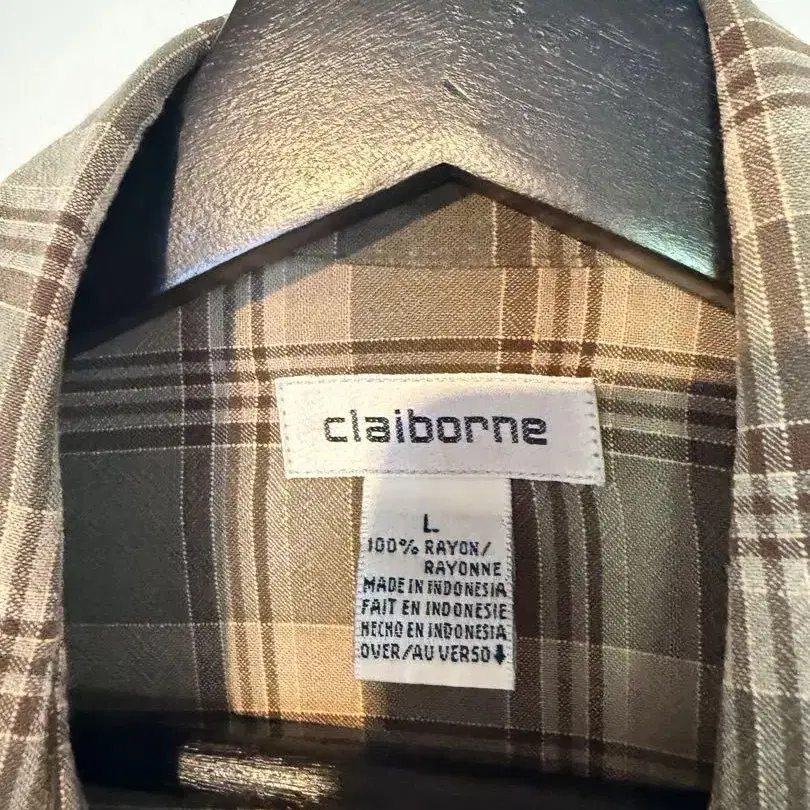 claiborne
L
100% RAYON/
RAYONNE
MADE IN INDONESIA
FAIT EN INDONESIE
HECHO EN INDONESIA
OVER/AU VERSO